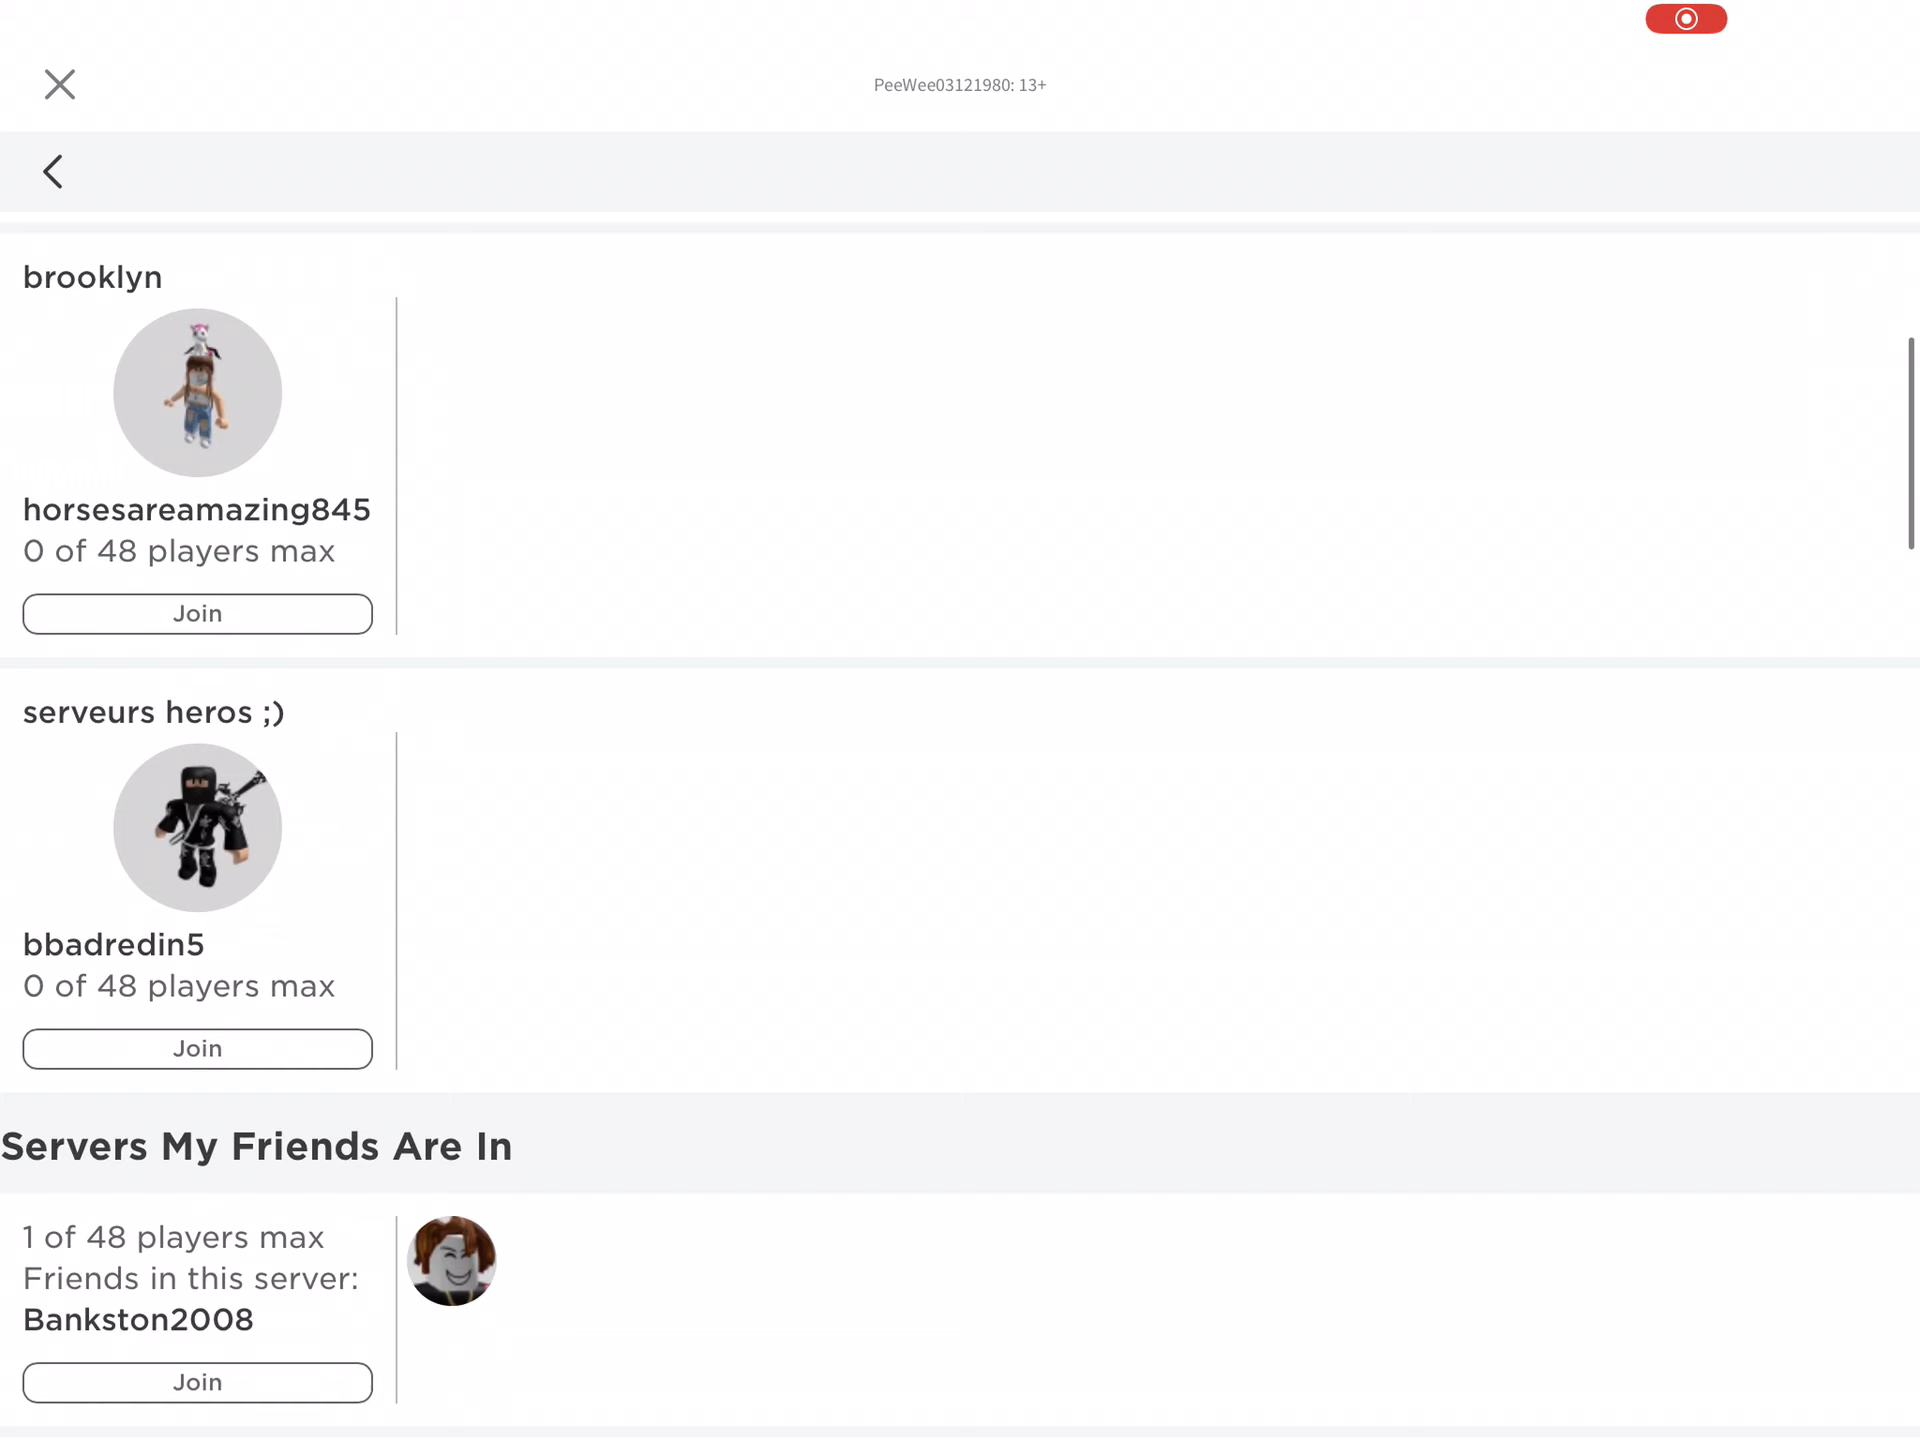 PeeWee03121980: 13+
brooklyn
horsesareamazing845
0 of 48 players max
Join
serveurs heros ;)
bbadredin5
0 of 48 players max
Join
Servers My Friends Are In
1 of 48 players max
Friends in this server:
Bankston2008
Join